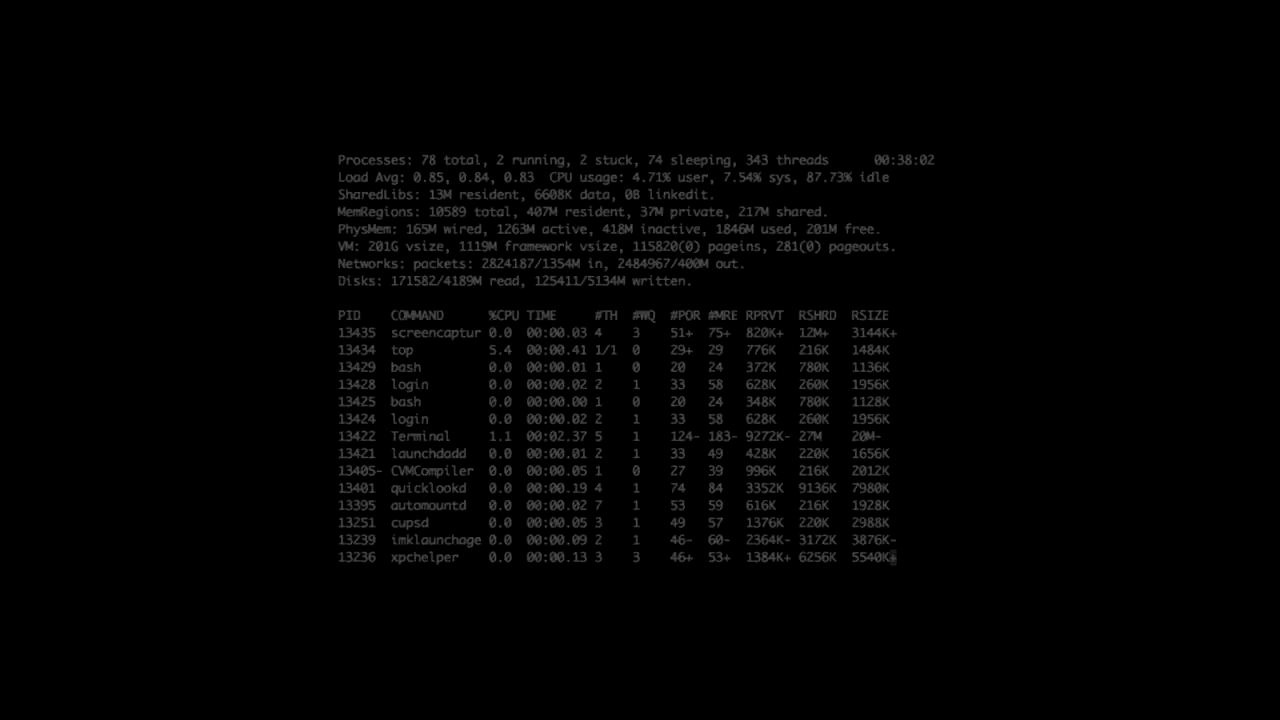 Processes: 78 total, 2 running, 2 stuck, 74 sleeping, 343 threads 00:38:02
Load Avg: 0.85, 0.84, 0.83 CPU usage: 4.71% user, 7.54% sys, 87.73% idle
SharedLibs: 13M resident, 6608K data, 0B linkedit.
MemRegions: 10589 total, 407M resident, 37M private, 217M shared.
PhysMem: 165M wired, 1263M active, 418M inactive, 1846M used, 201M free.
VM: 201G vsize, 1119M framework vsize, 115820(0) pageins, 281(0) pageouts.
Networks: packets: 2824187/1354M in, 2484967/400M out.
Disks: 171582/4189M read, 125411/5134M written.
PID COMMAND %CPU TIME #TH #WQ #POR #MRE RPRVT RSHRD RSIZE
13435 screencaptur 0.0 00:00.03 4 3 51+ 75+ 820K+ 12M+ 3144K+
13434 top 5.4 00:00.41 1/1 0 29+ 29 776K 216K 1484K
13429 bash 0.0 00:00.01 1 0 20 24 372K 780K 1136K
13428 login 0.0 00:00.02 2 1 33 58 628K 260K 1956K
13425 bash 0.0 00:00.00 1 0 20 24 348K 780K 1128K
13424 login 0.0 00:00.02 2 1 33 58 628K 260K 1956K
13422 Terminal 1.1 00:02.37 5 1 124- 183- 9272K- 27M 20M-
13421 launchdadd 0.0 00:00.01 2 1 33 49 428K 220K 1656K
13405- CVMCompiler 0.0 00:00.05 1 0 27 39 996K 216K 2012K
13401 quicklookd 0.0 00:00.19 4 1 74 84 3352K 9136K 7980K
13395 automountd 0.0 00:00.02 7 1 53 59 616K 216K 1928K
13251 cupsd 0.0 00:00.05 3 1 49 57 1376K 220K 2988K
13239 imklaunchage 0.0 00:00.09 2 1 46- 60- 2364K- 3172K 3876K-
13236 xpchelper 0.0 00:00.13 3 3 46+ 53+ 1384K+ 6256K 5540K+